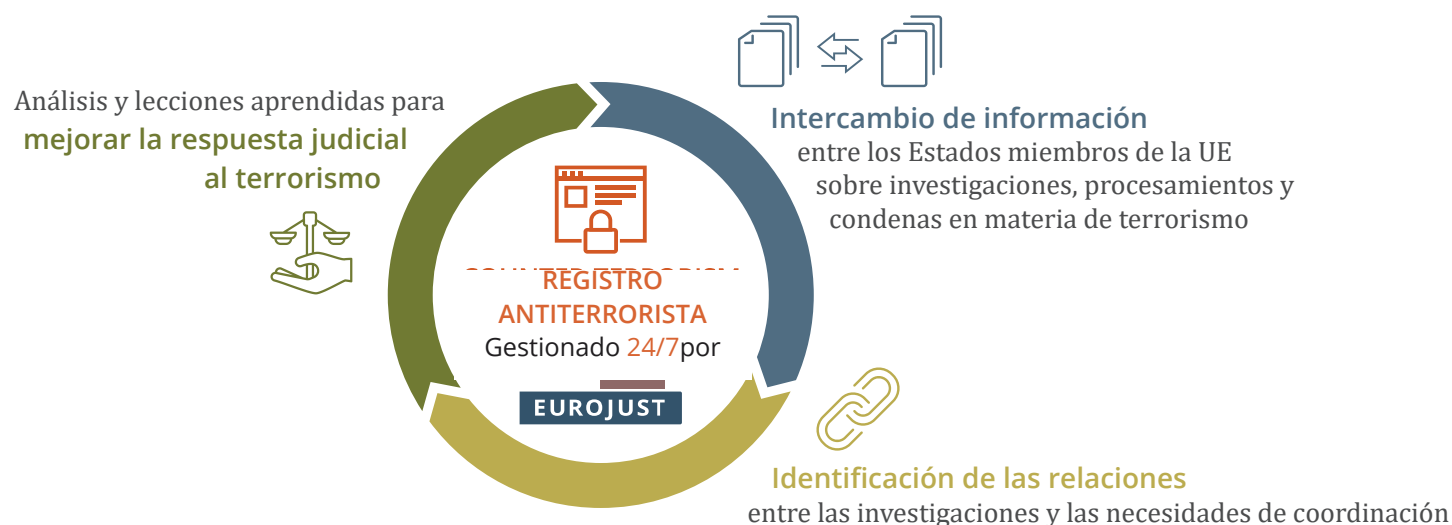 Análisis y lecciones aprendidas para
mejorar la respuesta judicial
al terrorismo
Intercambio de información
entre los Estados miembros de la UE
sobre investigaciones, procesamientos y
condenas en materia de terrorismo
REGISTRO
ANTITERRORISTA
Gestionado 24/7por
EUROJUST
Identificación de las relaciones
entre las investigaciones y las necesidades de coordinación